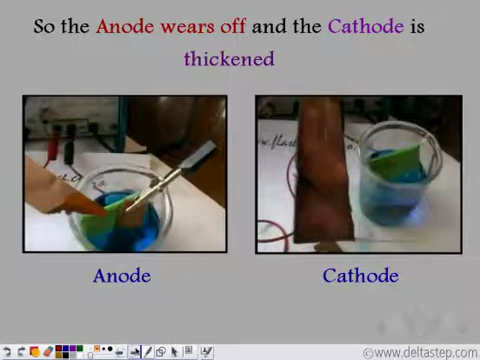 So the Anode wears off and the Cathode is
thickened
Anode
Cathode
©www.deltastep.com